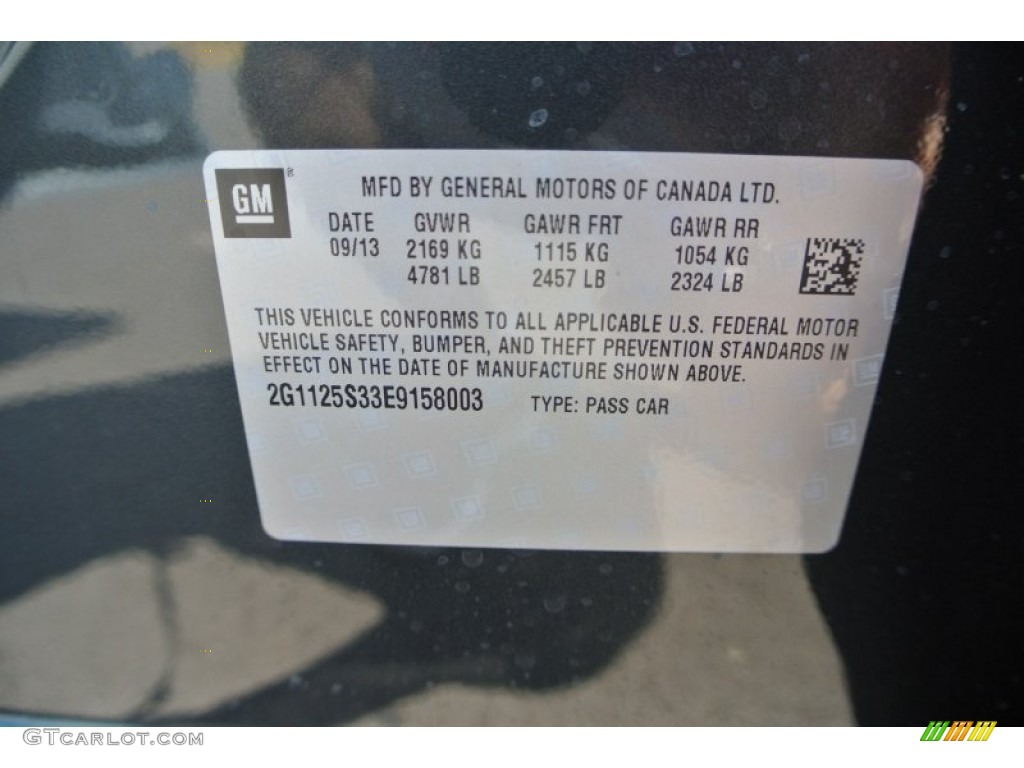 GM ®
MFD BY GENERAL MOTORS OF CANADA LTD.
DATE GVWR GAWR FRT GAWR RR
09/13 2169 KG 1115 KG 1054 KG
4781 LB 2457 LB 2324 LB
THIS VEHICLE CONFORMS TO ALL APPLICABLE U.S. FEDERAL MOTOR
VEHICLE SAFETY, BUMPER, AND THEFT PREVENTION STANDARDS IN
EFFECT ON THE DATE OF MANUFACTURE SHOWN ABOVE.
2G1125S33E9158003 TYPE: PASS CAR
GTCarLot.com